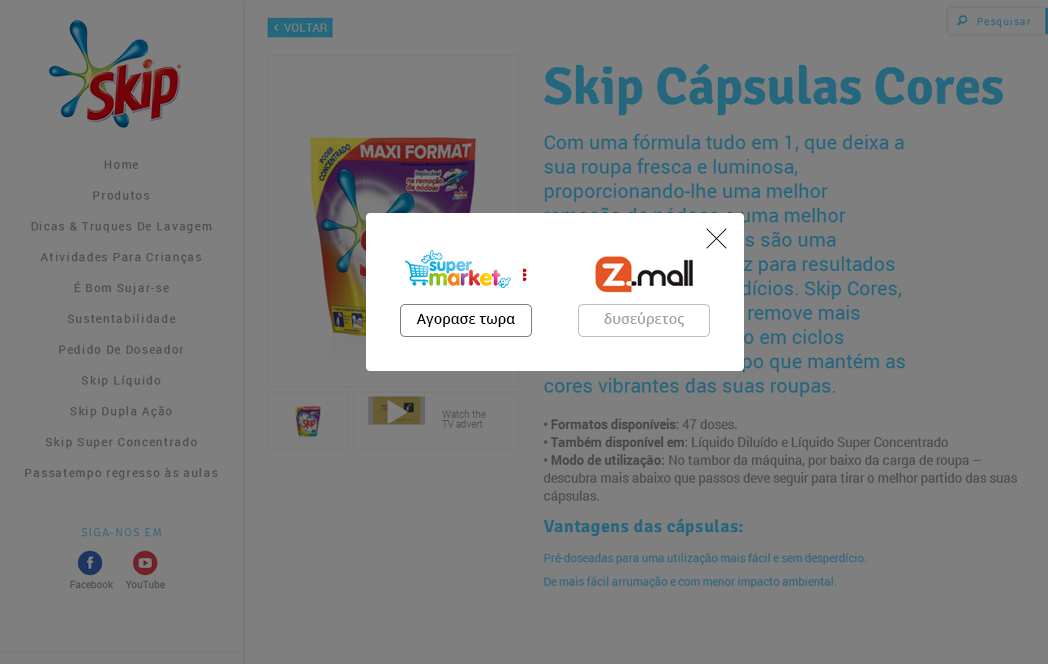 Skip
Home
Produtos
Dicas & Truques De Lavagem
Atividades Para Crianças
É Bom Sujar-se
Sustentabilidade
Pedido De Doseador
Skip Líquido
Skip Dupla Ação
Skip Super Concentrado
Passatempo regresso às aulas
SIGA-NOS EM
Facebook
YouTube
VOLTAR
Pesquisar
PODER CONCENTRADO
MAXI FORMAT
Watch the
TV advert
Skip Cápsulas Cores
Com uma fórmula tudo em 1, que deixa a
sua roupa fresca e luminosa,
proporcionando-lhe uma melhor
uma melhor
s são uma
z para resultados
dícios. Skip Cores,
remove mais
o em ciclos
po que mantém as
cores vibrantes das suas roupas.
• Formatos disponíveis: 47 doses.
• Também disponível em: Líquido Diluído e Líquido Super Concentrado
• Modo de utilização: No tambor da máquina, por baixo da carga de roupa –
descubra mais abaixo que passos deve seguir para tirar o melhor partido das suas
cápsulas.
Vantagens das cápsulas:
Pré-doseadas para uma utilização mais fácil e sem desperdício.
De mais fácil arrumação e com menor impacto ambiental.
super
market
Αγορασε τωρα
Z.mall
δυσεύρετος